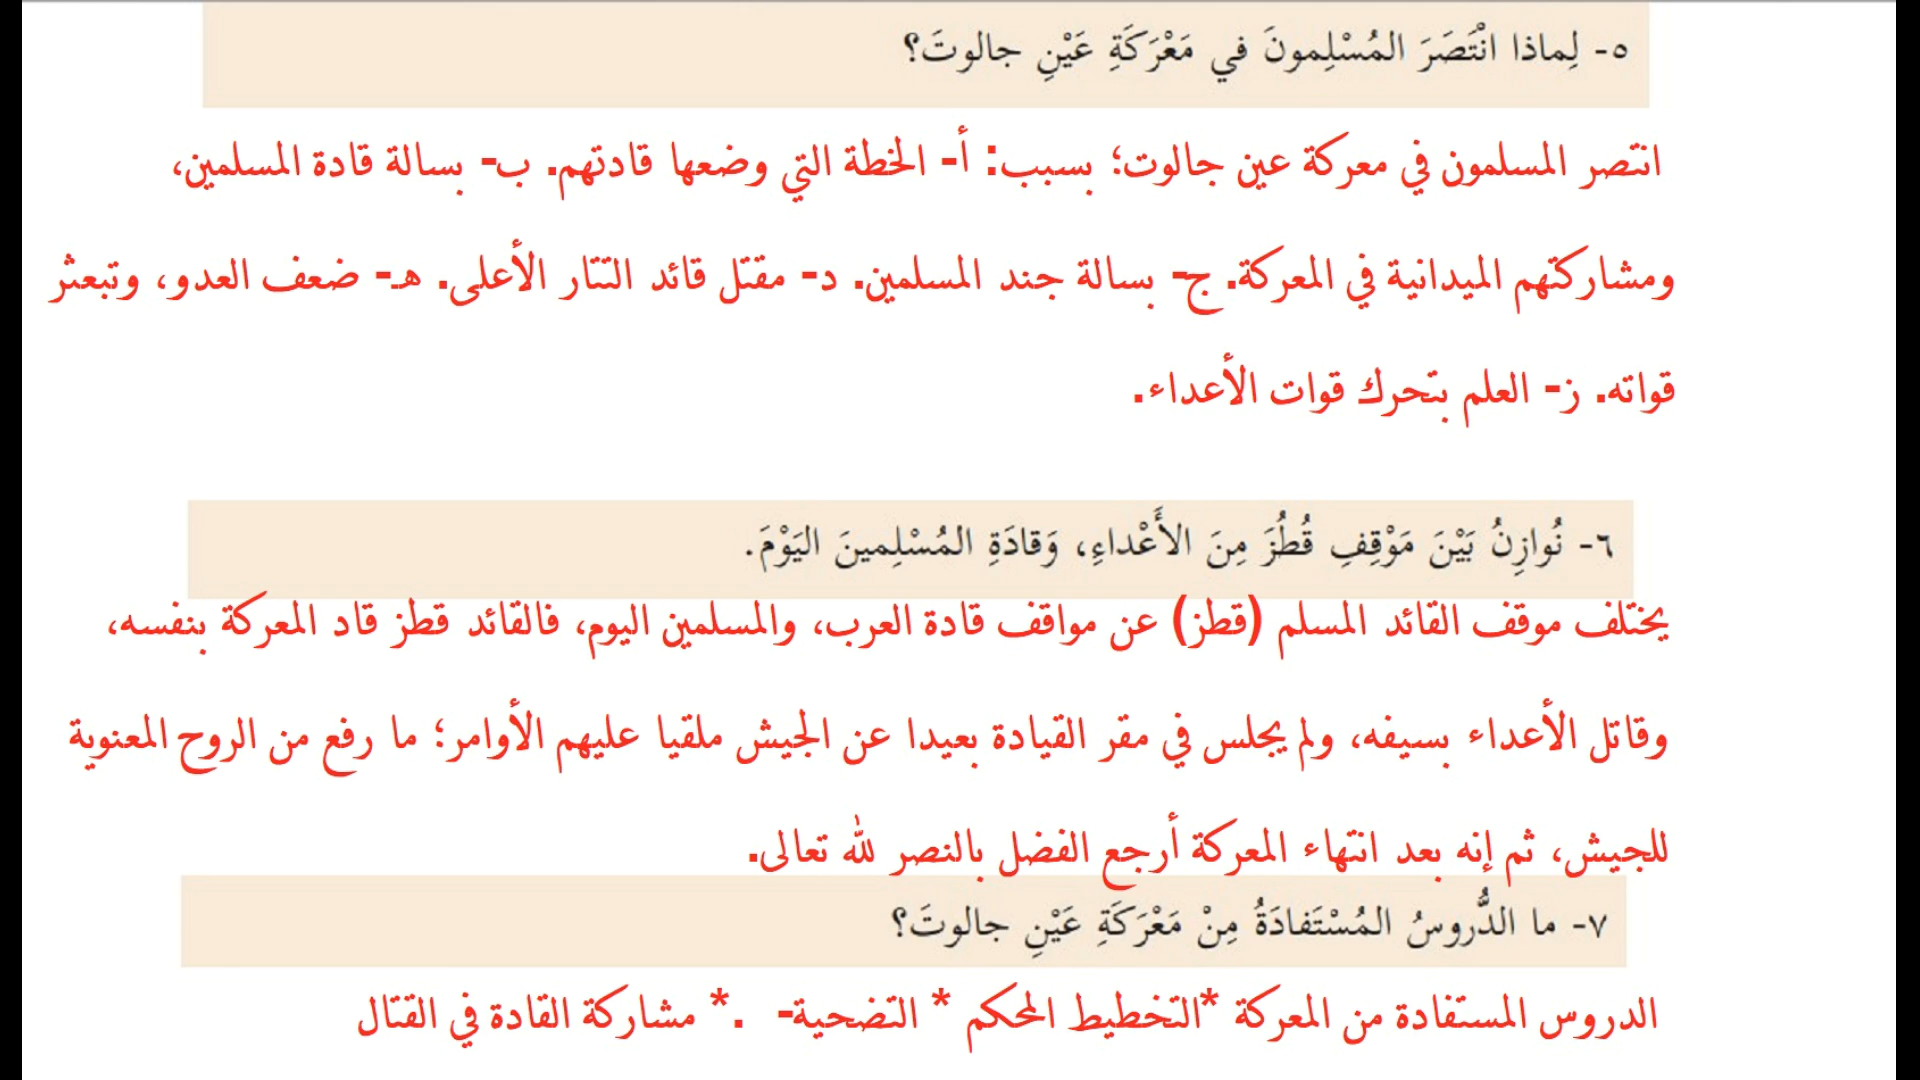 ٥- لِماذا انْتَصَرَ المُسْلِمونَ في مَعْرَكَةِ عَيْنِ جالوتَ؟
انتصر المسلمون في معركة عين جالوت؛ بسبب: أ- الخطة التي وضعها قادتهم. ب- بسالة قادة المسلمين،
ومشاركتهم الميدانية في المعركة. ج- بسالة جند المسلمين. د- مقتل قائد التتار الأعلى. هـ- ضعف العدو، وتبعثر
قواته. ز- العلم بتحرك قوات الأعداء.
٦- نُوازِنُ بَيْنَ مَوْقِفِ قُطُزَ مِنَ الأَعْداءِ، وَقادَةِ المُسْلِمينَ اليَوْمَ.
يختلف موقف القائد المسلم (قطز) عن مواقف قادة العرب، والمسلمين اليوم، فالقائد قطز قاد المعركة بنفسه،
وقاتل الأعداء بسيفه، ولم يجلس في مقر القيادة بعيدا عن الجيش ملقيا عليهم الأوامر؛ ما رفع من الروح المعنوية
للجيش، ثم إنه بعد انتهاء المعركة أرجع الفضل بالنصر لله تعالى.
٧- ما الدُّروسُ المُسْتَفادَةُ مِنْ مَعْرَكَةِ عَيْنِ جالوتَ؟
الدروس المستفادة من المعركة *التخطيط المحكم * التضحية- .* مشاركة القادة في القتال